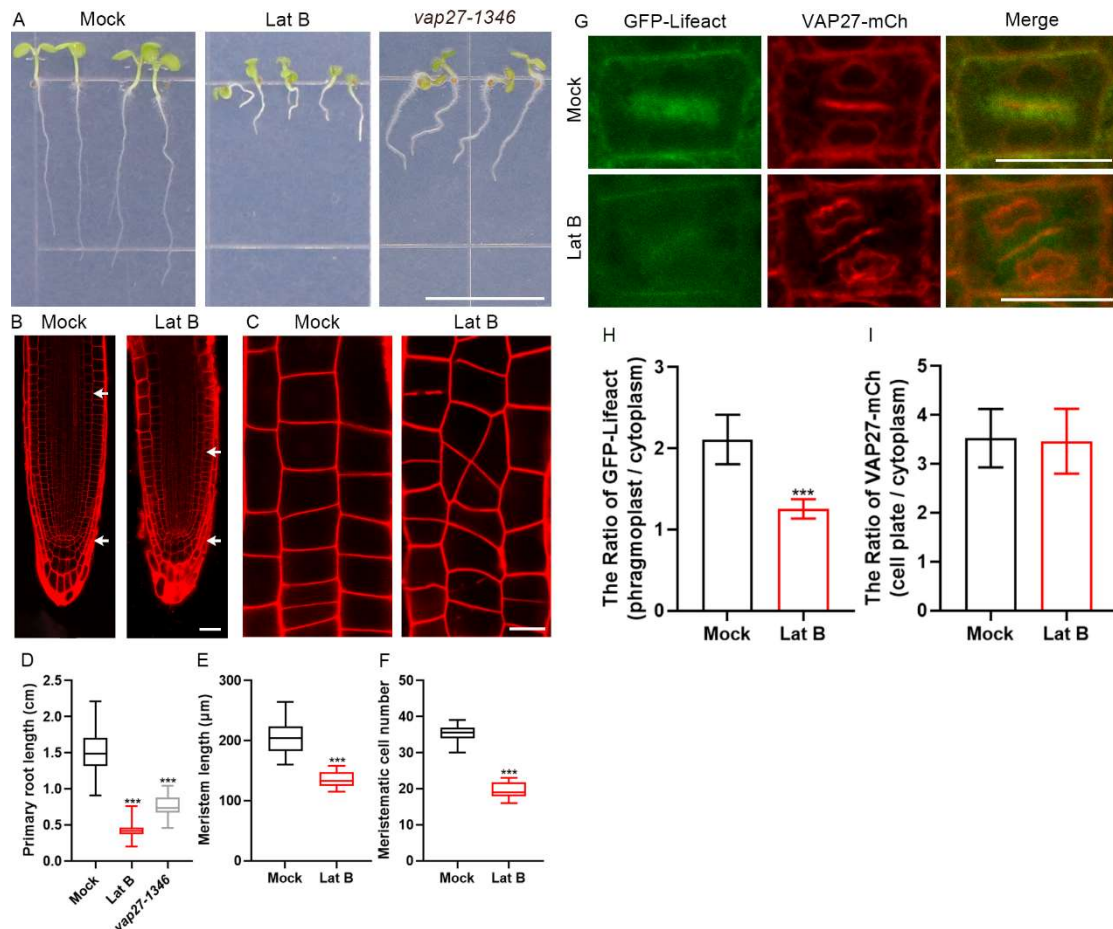 A
Mock
Lat B
vap27-1346
B
Mock
Lat B
C
Mock
Lat B
D
Primary root length (cm)
2.5
2.0
1.5
1.0
0.5
0.0
***
***
Mock
Lat B
vap27-1346
E
Meristem length (μm)
300
200
100
0
***
Mock
Lat B
F
Meristematic cell number
50
40
30
20
10
0
***
Mock
Lat B
G
GFP-Lifeact
VAP27-mCh
Merge
Mock
Lat B
H
The Ratio of GFP-Lifeact
(phragmoplast / cytoplasm)
3
2
1
0
***
Mock
Lat B
I
The Ratio of VAP27-mCh
(cell plate / cytoplasm)
5
4
3
2
1
0
Mock
Lat B